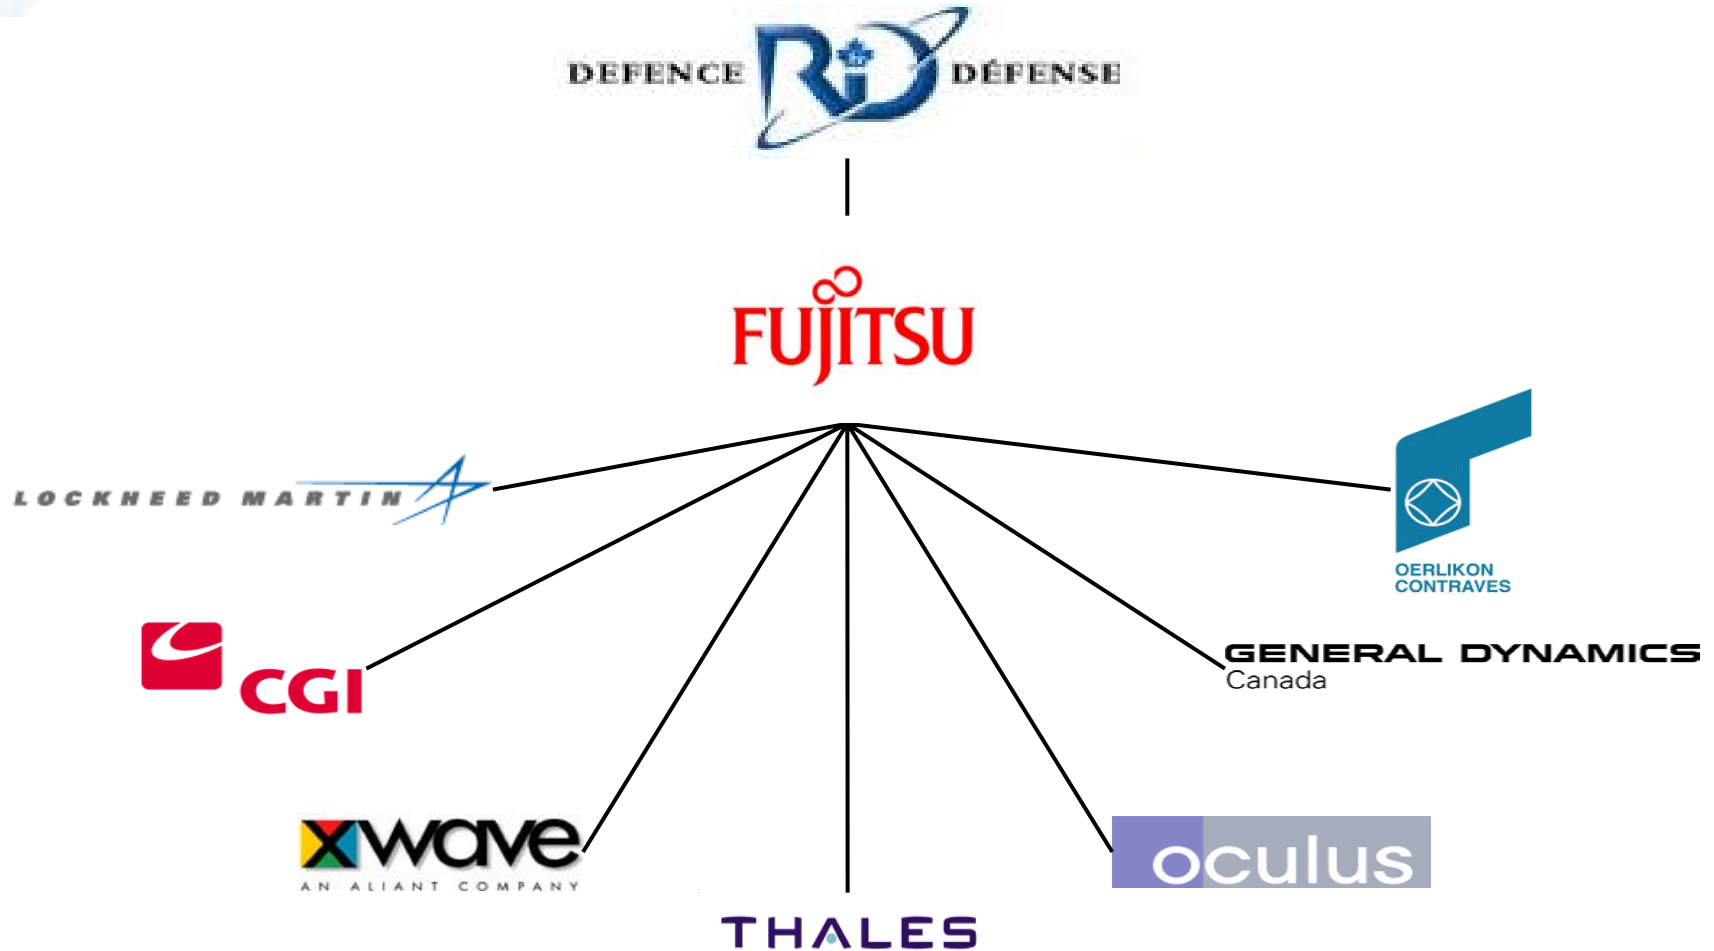 DEFENCE R&D DÉFENSE
FUJITSU
LOCKHEED MARTIN
OERLIKON
CONTRAVES
CGI
GENERAL DYNAMICS
Canada
xwave
AN ALIANT COMPANY
oculus
THALES